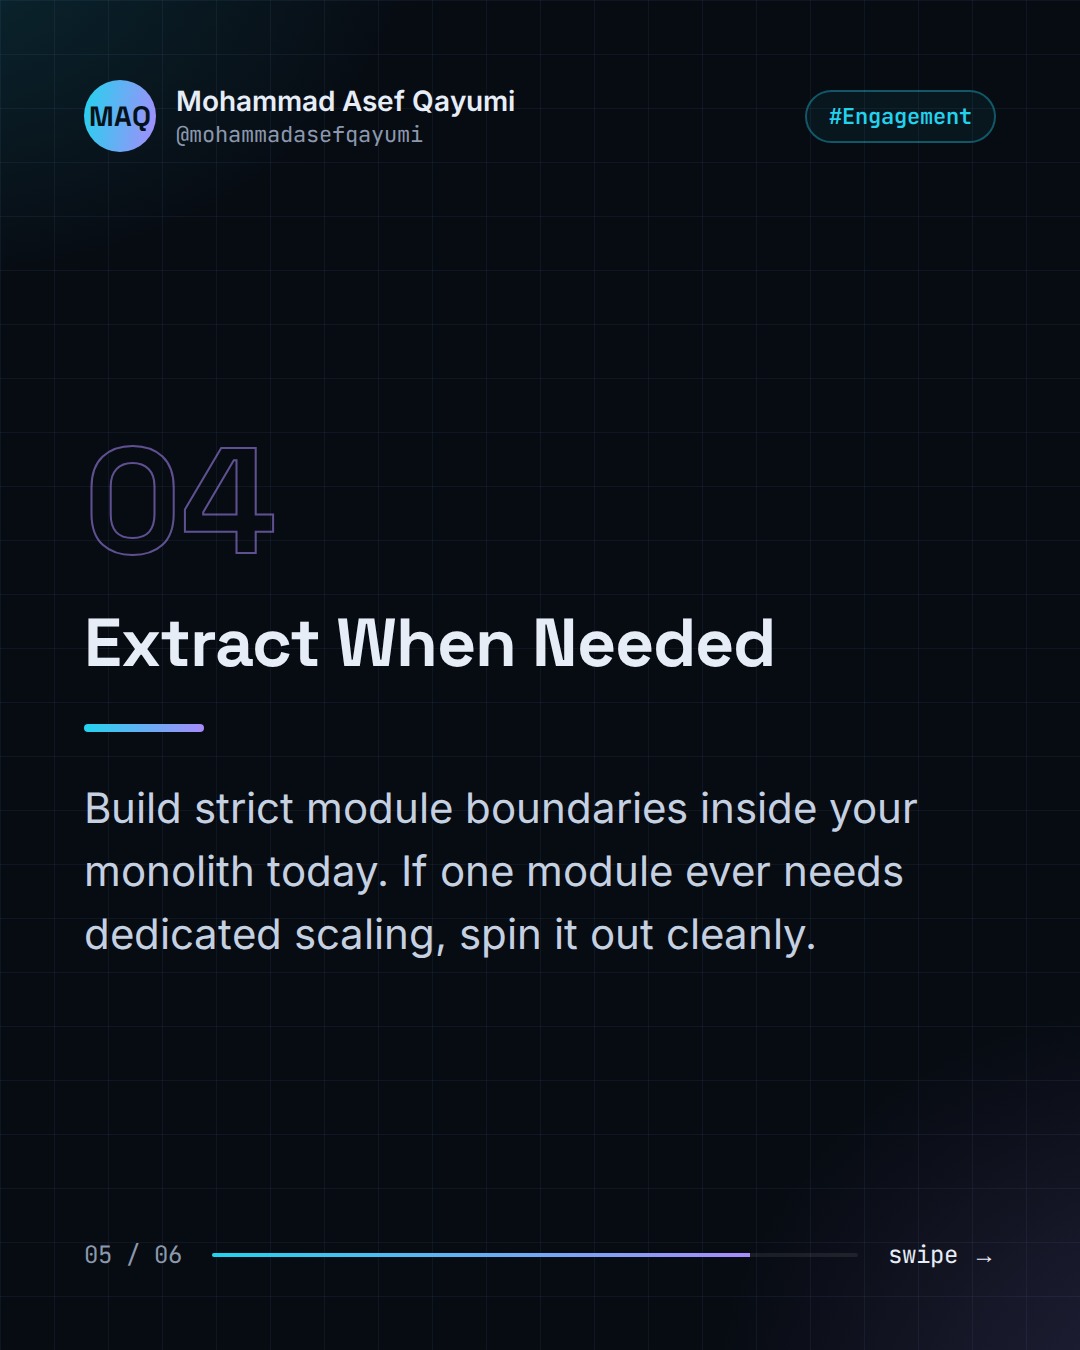 MAQ
Mohammad Asef Qayumi
@mohammadasefqayumi
#Engagement
04
Extract When Needed
Build strict module boundaries inside your
monolith today. If one module ever needs
dedicated scaling, spin it out cleanly.
05 / 06
swipe →